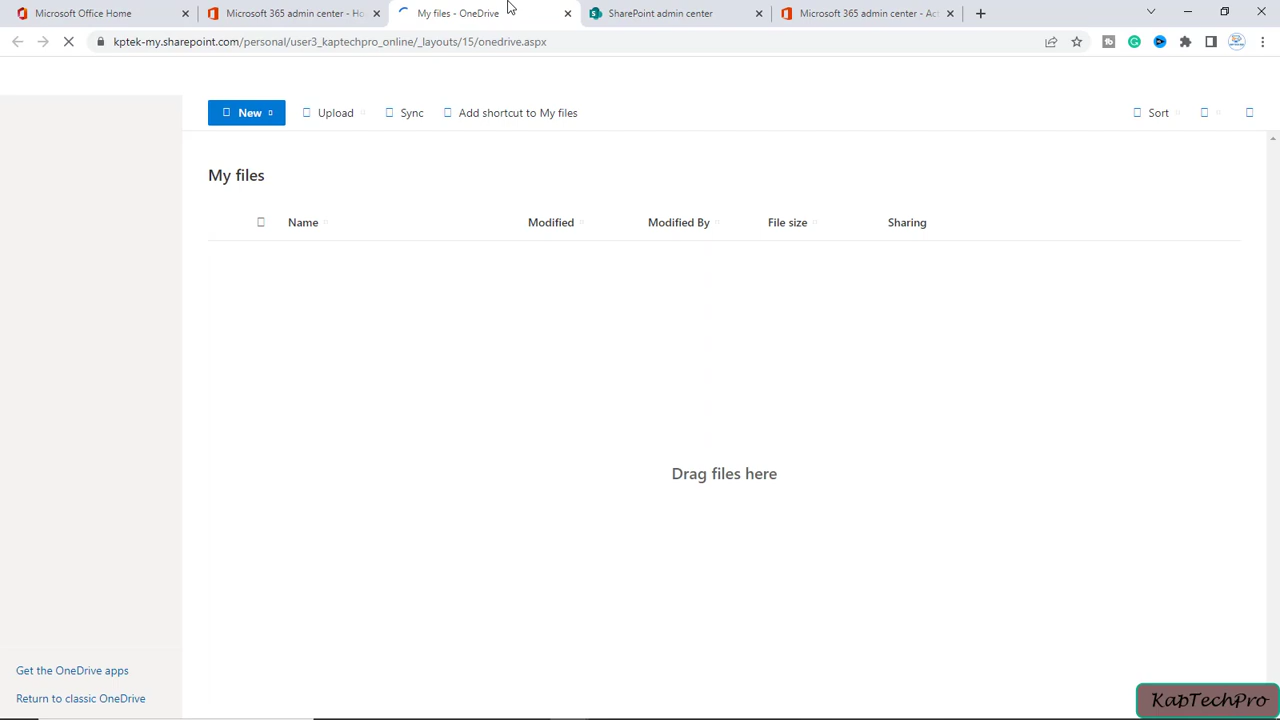 Microsoft Office Home
Microsoft 365 admin center - Ho
My files - OneDrive
SharePoint admin center
Microsoft 365 admin center - Act
kptek-my.sharepoint.com/personal/user3_kaptechpro_online/_layouts/15/onedrive.aspx
New
Upload
Sync
Add shortcut to My files
Sort
My files
Name
Modified
Modified By
File size
Sharing
Drag files here
Get the OneDrive apps
Return to classic OneDrive
KapTechPro